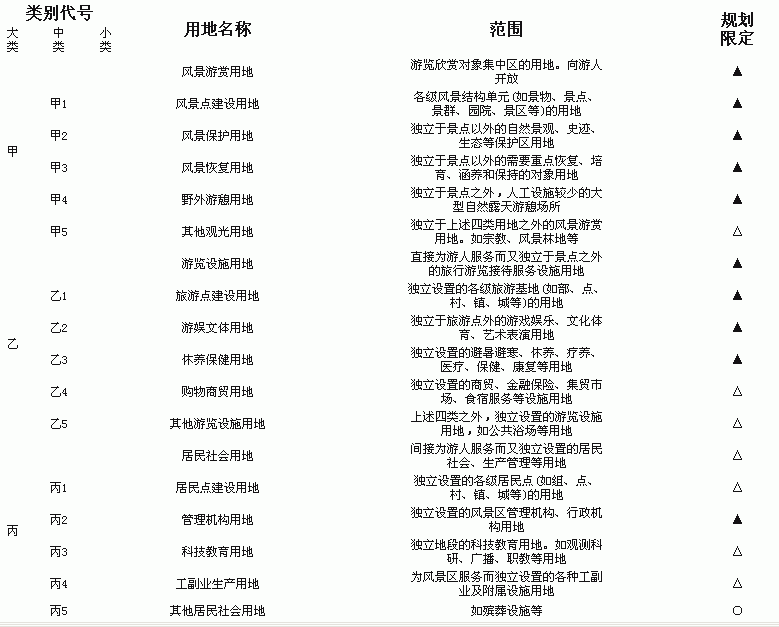 类别代号
大类 中类 小类 用地名称 范围 规划限定
甲
风景游赏用地 游览欣赏对象集中区的用地。向游人
开放 ▲
甲1 风景点建设用地 各级风景结构单元(如景物、景点、
景群、园院、景区等)的用地 ▲
甲2 风景保护用地 独立于景点以外的自然景观、史迹、
生态等保护区用地 ▲
甲3 风景恢复用地 独立于景点以外的需要重点恢复、培
育、涵养和保持的对象用地 ▲
甲4 野外游憩用地 独立于景点之外，人工设施较少的大
型自然露天游憩场所 ▲
甲5 其他观光用地 独立于上述四类用地之外的风景游赏
用地。如宗教、风景林地等 △
乙
游览设施用地 直接为游人服务而又独立于景点之外
的旅行游览接待服务设施用地 ▲
乙1 旅游点建设用地 独立设置的各级旅游基地(如部、点、
村、镇、城等)的用地 ▲
乙2 游娱文体用地 独立于旅游点外的游戏娱乐、文化体
育、艺术表演用地 ▲
乙3 休养保健用地 独立设置的避暑避寒、休养、疗养、
医疗、保健、康复等用地 ▲
乙4 购物商贸用地 独立设置的商贸、金融保险、集贸市
场、食宿服务等设施用地 △
乙5 其他游览设施用地 上述四类之外，独立设置的游览设施
用地，如公共浴场等用地 △
丙
居民社会用地 间接为游人服务而又独立设置的居民
社会、生产管理等用地 △
丙1 居民点建设用地 独立设置的各级居民点(如组、点、
村、镇、城等)的用地 △
丙2 管理机构用地 独立设置的风景区管理机构、行政机
构用地 ▲
丙3 科技教育用地 独立地段的科技教育用地。如观测科
研、广播、职教等用地 △
丙4 工副业生产用地 为风景区服务而独立设置的各种工副
业及附属设施用地 △
丙5 其他居民社会用地 如殡葬设施等 ○